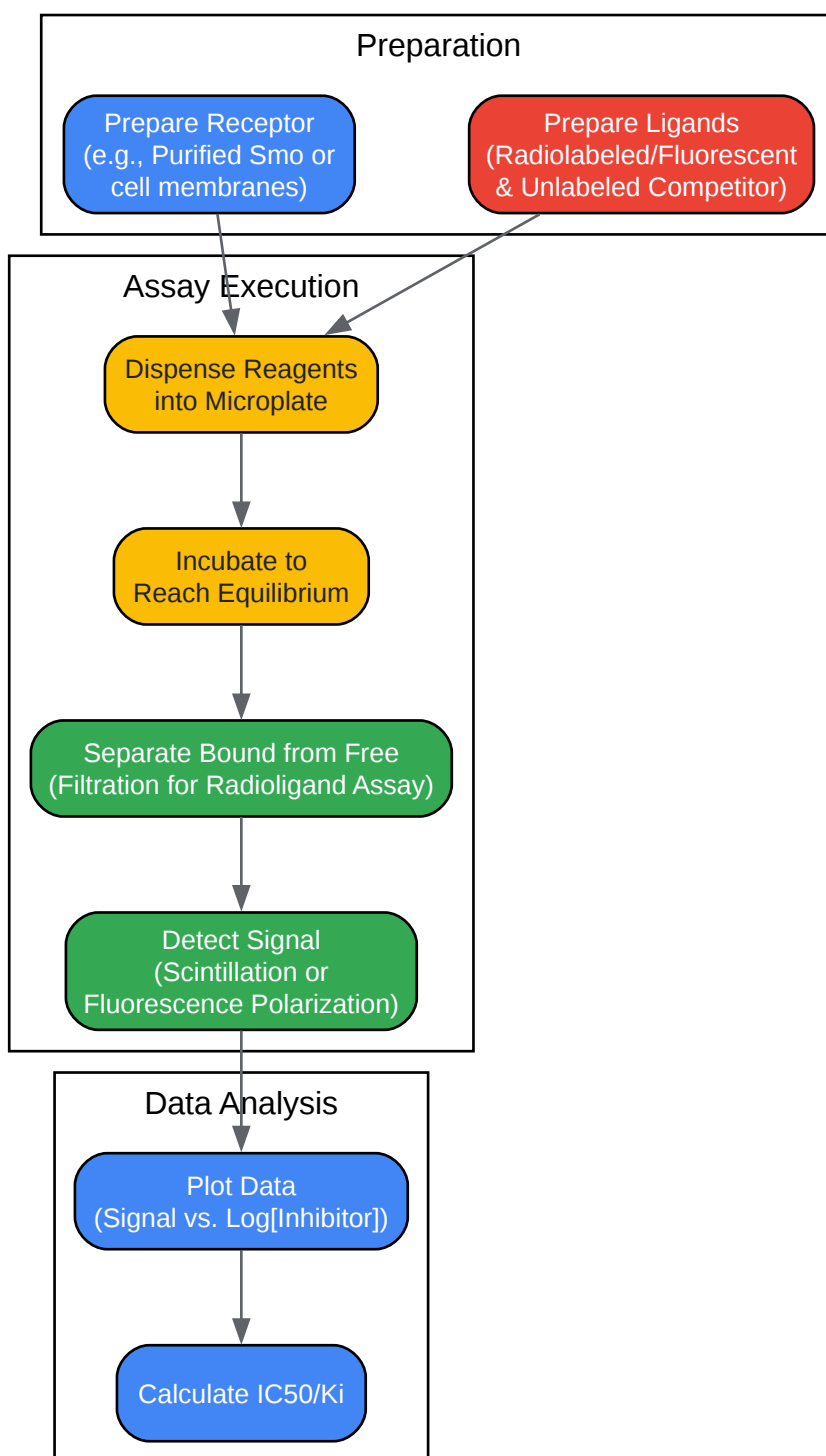 Preparation
Prepare Receptor
(e.g., Purified Smo or
cell membranes)
Prepare Ligands
(Radiolabeled/Fluorescent
& Unlabeled Competitor)
Assay Execution
Dispense Reagents
into Microplate
Incubate to
Reach Equilibrium
Separate Bound from Free
(Filtration for Radioligand Assay)
Detect Signal
(Scintillation or
Fluorescence Polarization)
Data Analysis
Plot Data
(Signal vs. Log[Inhibitor])
Calculate IC50/Ki